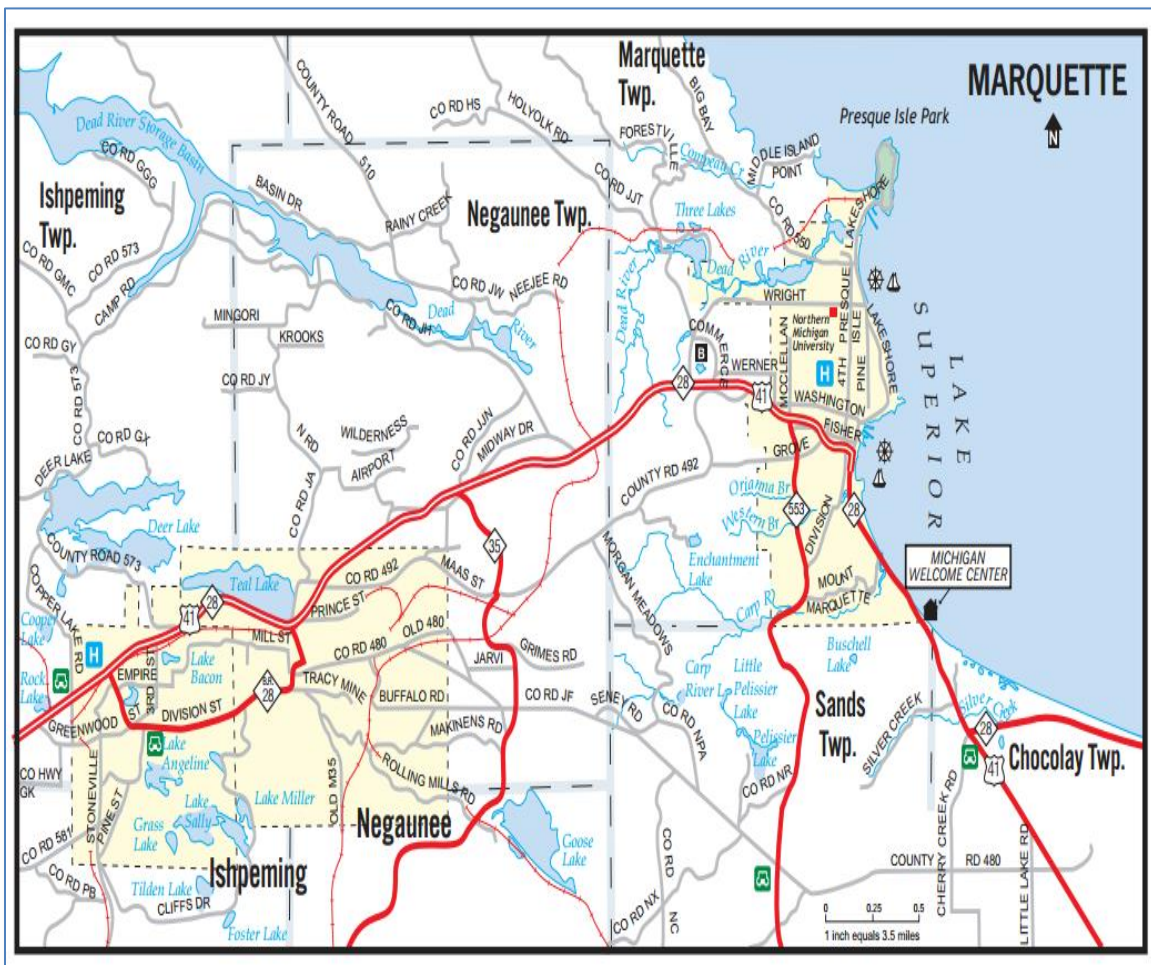 MARQUETTE
N
Presque Isle Park
Marquette
Twp.
BIG BAY
FORESTVILLE
Compeau Cr
MIDDLE ISLAND
POINT
CO RD HS
HOLYOLK RD
CO RD JJT
COUNTY ROAD
510
Dead River Storage Basin
CO RD GGG
Ishpeming
Twp.
CO RD 573
CO RD GMC
CAMP RD
BASIN DR
RAINY CREEK
Negaunee Twp.
Three Lakes
CO RD 550
LAKESHORE
Dead River
WRIGHT
CO RD JW
NEEJEE RD
Dead River
MINGORI
KROOKS
CO RD JH
Dead
River
CO RD GY
CO RD 573
CO RD JY
COMMERCE
B
WERNER
MCCLELLAN
Northern
Michigan
University
H
4TH
PRESQUE ISLE
PINE
LAKESHORE
LAKE
SUPERIOR
28
41
WASHINGTON
FISHER
CO RD GX
DEER LAKE
Deer Lake
N RD
CO RD JA
WILDERNESS
AIRPORT
CO RD JJN
MIDWAY DR
COUNTY RD 492
GROVE
Orianna Br
Western Br
553
DIVISION
28
35
COUNTY ROAD 573
Teal Lake
CO RD 492
MAAS ST
Enchantment
Lake
MORGAN MEADOWS
Carp R
MOUNT
MARQUETTE
MICHIGAN
WELCOME CENTER
COPPER LAKE RD
Cooper
Lake
41
28
PRINCE ST
MILL ST
CO RD 480
OLD 480
JARVI
GRIMES RD
H
Rock
Lake
EMPIRE
3RD ST
Lake
Bacon
BUS
28
TRACY MINE
BUFFALO RD
CO RD JF
SENEY RD
Carp
River L
Little
Pelissier
Lake
Buschell
Lake
GREENWOOD
ST
DIVISION ST
MAKINENS RD
CO RD NPA
Pelissier
Lake
Sands
Twp.
SILVER CREEK
Silver Creek
28
41
Chocolay Twp.
CO HWY
GK
Lake
Angeline
ROLLING MILLS RD
CO RD NR
STONEVILLE
PINE ST
Lake
Sally
Lake Miller
OLD M35
Negaunee
Grass
Lake
Goose
Lake
CO RD 581
CO RD PB
Ishpeming
Tilden Lake
CLIFFS DR
Foster Lake
CO RD NX
CO RD
NC
COUNTY RD 480
CHERRY CREEK RD
LITTLE LAKE RD
0 0.25 0.5
1 inch equals 3.5 miles